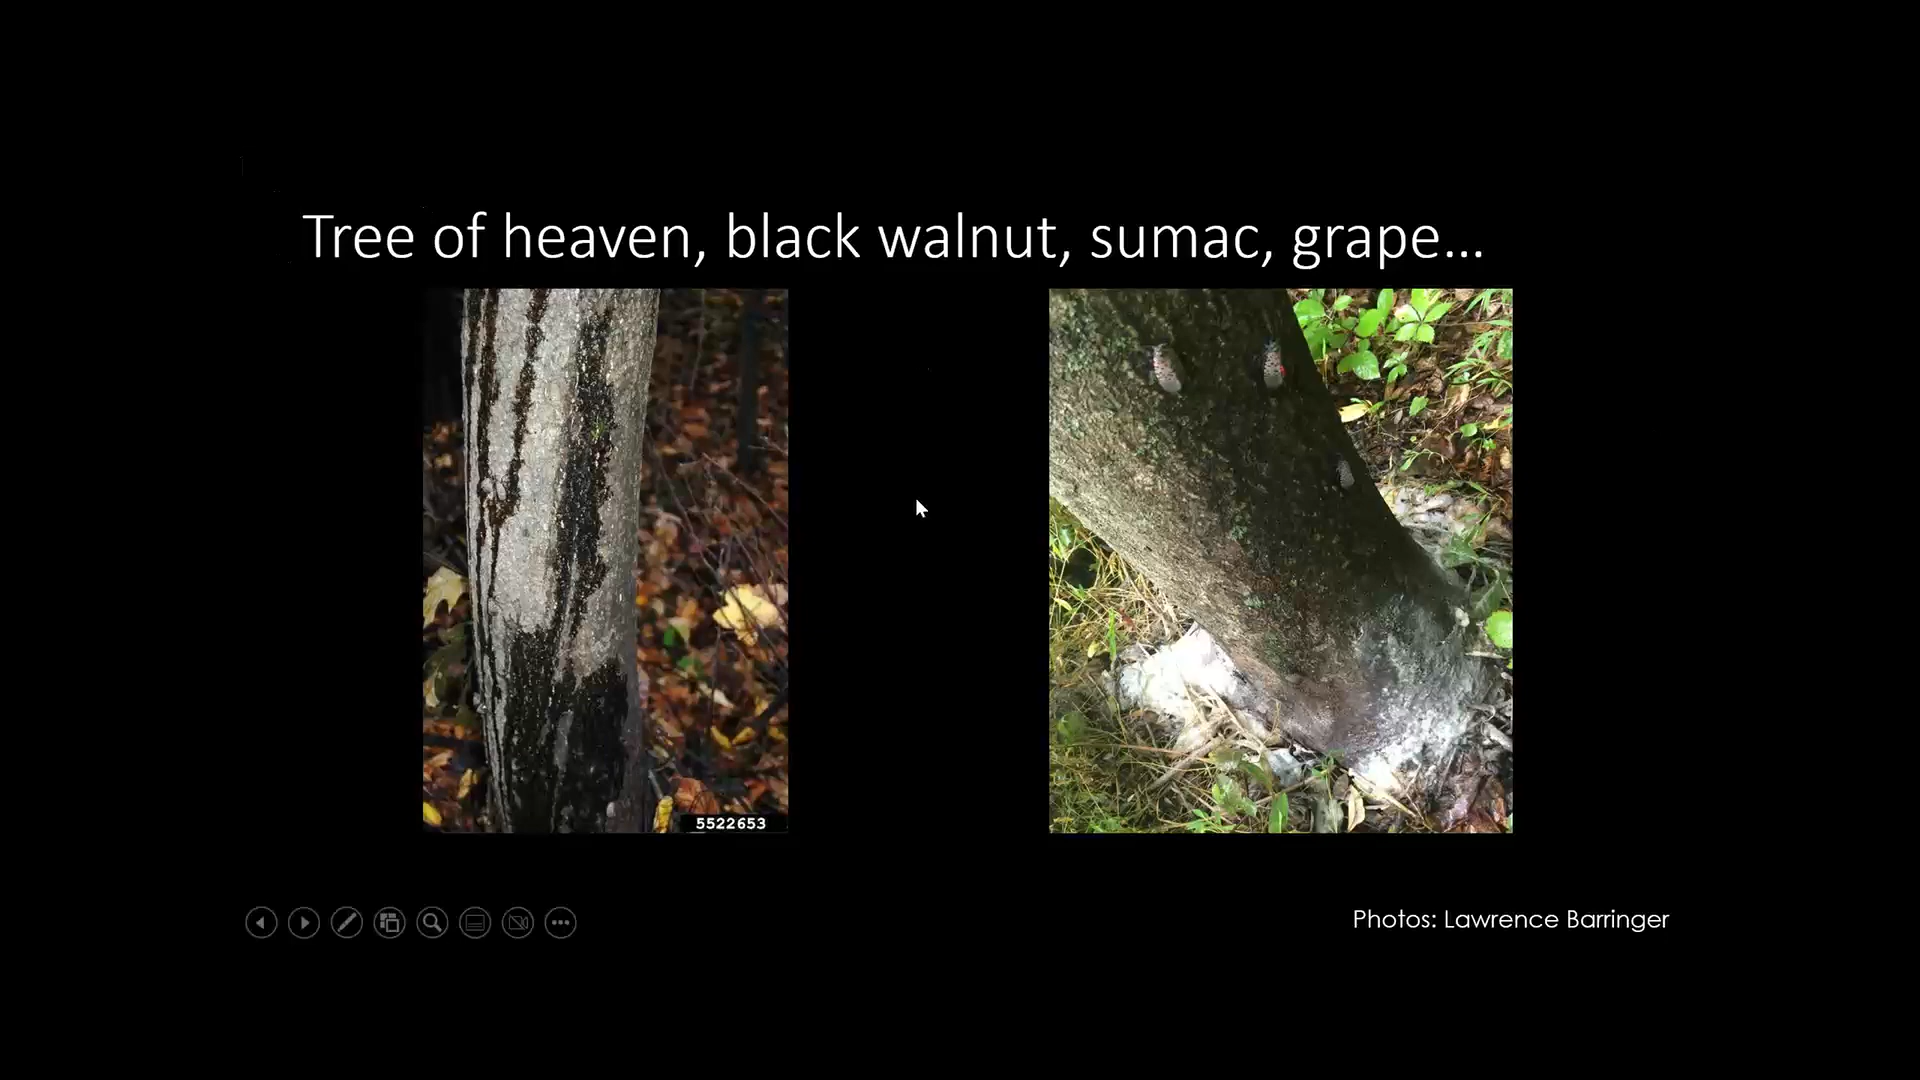 Tree of heaven, black walnut, sumac, grape...
5522653
Photos: Lawrence Barringer